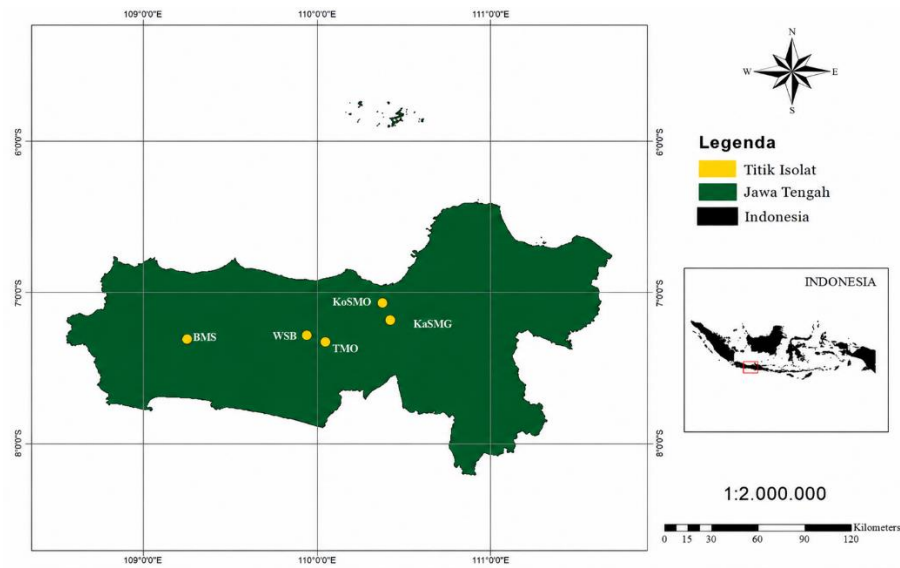 109°0'0"E 110°0'0"E 111°0'0"E
N
W E
S
6°0'0"S 6°0'0"S
Legenda
Titik Isolat
Jawa Tengah
Indonesia
INDONESIA
7°0'0"S 7°0'0"S
KoSMO
KaSMG
BMS
WSB
TMO
8°0'0"S 8°0'0"S
1:2.000.000
Kilometers
0 15 30 60 90 120
109°0'0"E 110°0'0"E 111°0'0"E